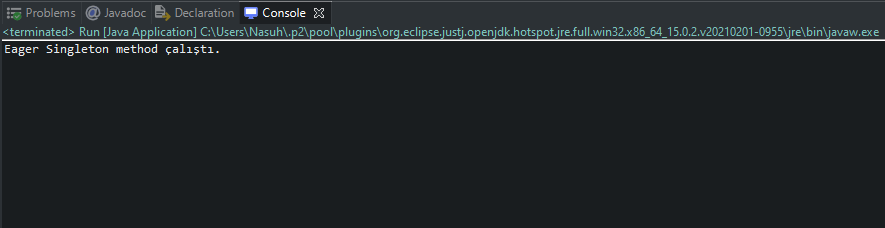 Problems Javadoc Declaration Console
<terminated> Run [Java Application] C:\Users\Nasuh\.p2\pool\plugins\org.eclipse.justj.openjdk.hotspot.jre.full.win32.x86_64_15.0.2.v20210201-0955\jre\bin\javaw.exe
Eager Singleton method çalıştı.